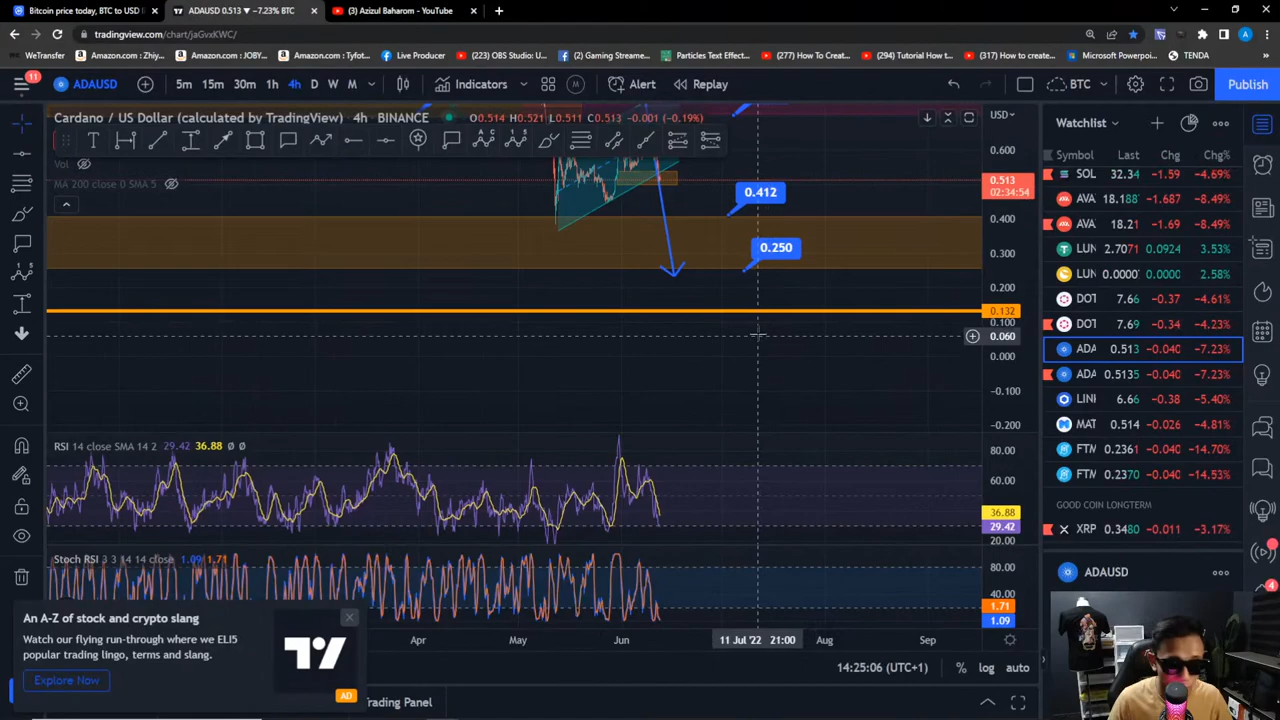 Bitcoin price today, BTC to USD l
ADAUSD 0.513 ▼ −7.23% BTC
(3) Azizul Baharom - YouTube
tradingview.com/chart/jaGvxKWC/
WeTransfer
Amazon.com : Zhiy...
Amazon.com: JOBY...
Amazon.com: Tyfot...
Live Producer
(223) OBS Studio: U...
(2) Gaming Streame...
Particles Text Effect...
(277) How To Creat...
(294) Tutorial How t...
(317) How to create...
Microsoft Powerpoi...
TENDA
11
ADAUSD
5m 15m 30m 1h 4h D W M
Indicators
Alert
Replay
BTC
Publish
Cardano / US Dollar (calculated by TradingView) 4h BINANCE
O0.514 H0.521 L0.511 C0.513 −0.001 (−0.19%)
USD
Vol
MA 200 close 0 SMA 5
0.600
0.513
02:34:54
0.400
0.300
0.200
0.132
0.100
0.060
0.000
−0.100
−0.200
0.412
0.250
RSI 14 close SMA 14 2 29.42 36.88 Ø Ø
80.00
60.00
36.88
29.42
20.00
Stoch RSI 3 3 14 14 close 1.09 1.71
80.00
40.00
1.71
1.09
Apr
May
Jun
11 Jul '22 21:00
Aug
Sep
14:25:06 (UTC+1)
%
log
auto
Trading Panel
An A-Z of stock and crypto slang
Watch our flying run-through where we ELI5
popular trading lingo, terms and slang.
Explore Now
AD
Watchlist
Symbol Last Chg Chg%
SOL 32.34 −1.59 −4.69%
AVA 18.188 −1.687 −8.49%
AVA 18.21 −1.69 −8.49%
LUN 2.7071 0.0924 3.53%
LUN 0.0000 0.0000 2.58%
DOT 7.66 −0.37 −4.61%
DOT 7.69 −0.34 −4.23%
ADA 0.513 −0.040 −7.23%
ADA 0.5135 −0.040 −7.23%
LINK 6.66 −0.38 −5.40%
MAT 0.514 −0.026 −4.81%
FTM 0.2361 −14.70%
FTM 0.2370 −14.53%
GOOD COIN LONGTERM
XRP 0.3480 −0.011 −3.17%
ADAUSD
4